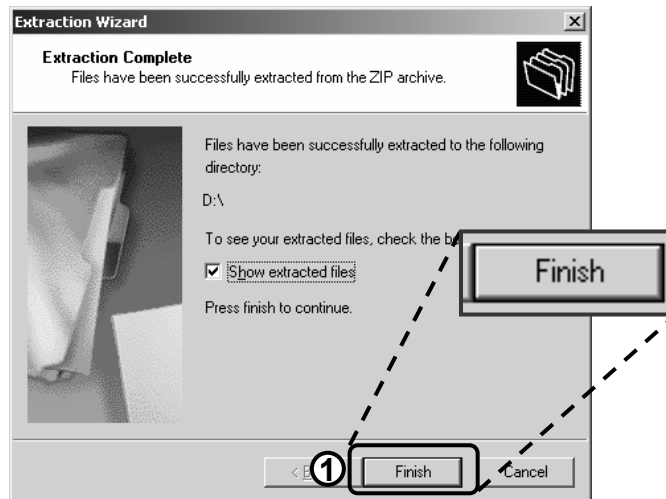 Extraction Wizard
Extraction Complete
Files have been successfully extracted from the ZIP archive.
Files have been successfully extracted to the following
directory:
D:\
To see your extracted files, check the
Show extracted files
Press finish to continue.
Finish
1
< B
Finish
Cancel